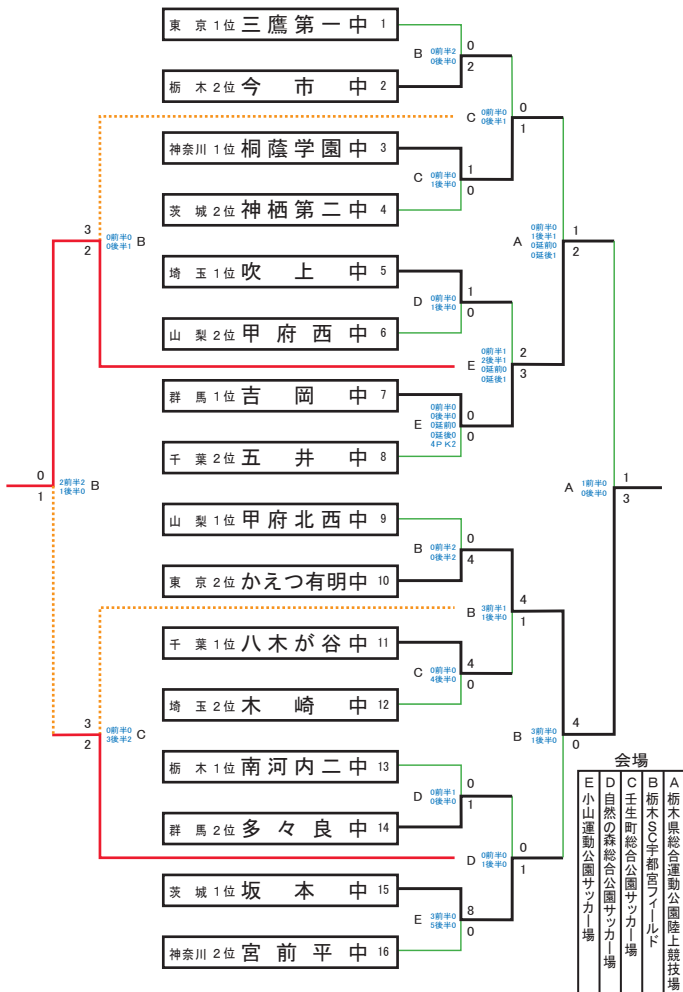 東 京 1位 三鷹第一中 1
栃 木 2位 今市中 2
神奈川 1位 桐蔭学園中 3
茨 城 2位 神栖第二中 4
埼 玉 1位 吹上中 5
山 梨 2位 甲府西中 6
群 馬 1位 吉岡中 7
千 葉 2位 五井中 8
山 梨 1位 甲府北西中 9
東 京 2位 かえつ有明中 10
千 葉 1位 八木が谷中 11
埼 玉 2位 木崎中 12
栃 木 1位 南河内二中 13
群 馬 2位 多々良中 14
茨 城 1位 坂本中 15
神奈川 2位 宮前平中 16
B
0前半2
0後半0
0
2
C
0前半0
1後半0
1
0
D
0前半0
1後半0
1
0
E
0前半0
0後半0
0延前0
0延後0
4PK2
0
0
B
0前半2
0後半2
0
4
C
0前半0
4後半0
4
0
D
0前半1
0後半0
0
1
E
3前半0
5後半0
8
0
C
0前半0
0後半1
0
1
E
0前半1
2後半1
0延前0
0延後1
2
3
B
3前半1
1後半0
4
1
D
0前半0
1後半0
0
1
A
0前半0
1後半1
0延前0
0延後1
1
2
B
3前半0
1後半0
4
0
A
1前半0
0後半0
1
3
3
2
0前半0
0後半1
B
3
2
0前半0
3後半2
C
0
1
2前半2
1後半0
B
会場
A 栃木県総合運動公園陸上競技場
B 栃木SC宇都宮フィールド
C 壬生町総合公園サッカー場
D 自然の森総合公園サッカー場
E 小山運動公園サッカー場